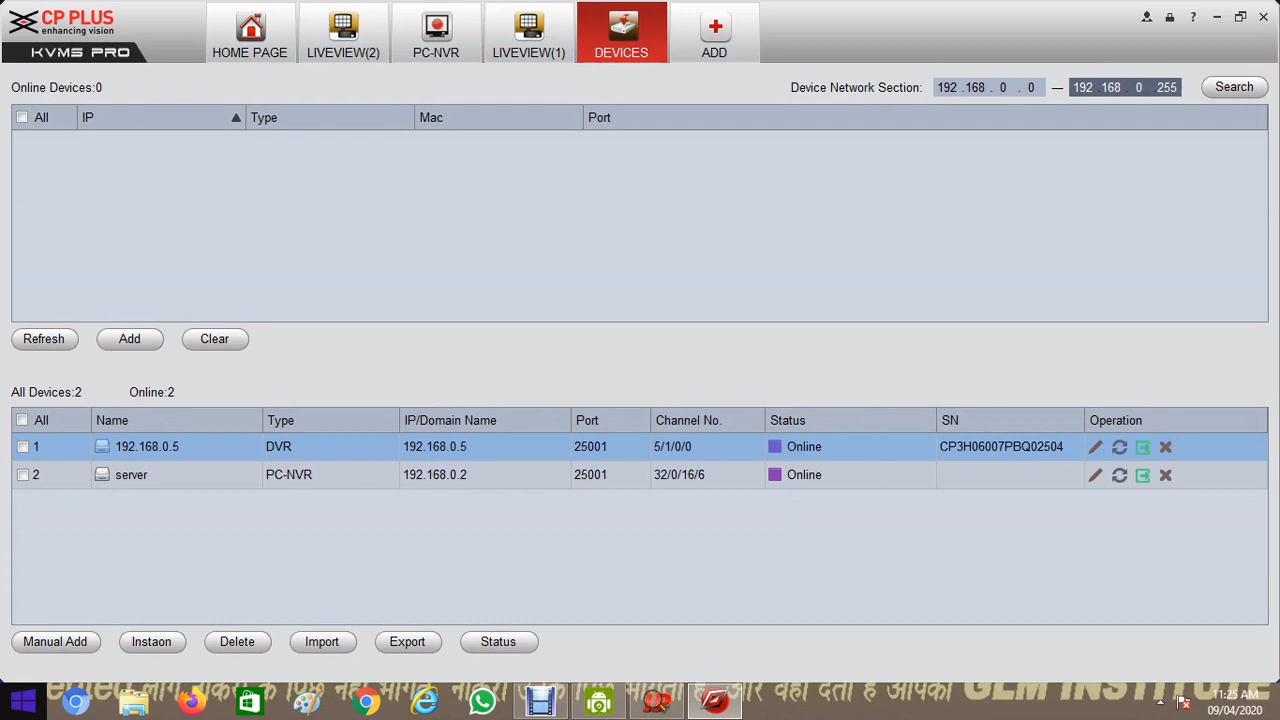 CP PLUS
enhancing vision
KVMS PRO
HOME PAGE
LIVEVIEW(2)
PC-NVR
LIVEVIEW(1)
DEVICES
ADD
?
Online Devices:0
Device Network Section: 192 .168 . 0 . 0 — 192 .168 . 0 . 255 Search
All IP Type Mac Port
Refresh Add Clear
All Devices:2 Online:2
All Name Type IP/Domain Name Port Channel No. Status SN Operation
1 192.168.0.5 DVR 192.168.0.5 25001 5/1/0/0 Online CP3H06007PBQ02504
2 server PC-NVR 192.168.0.2 25001 32/0/16/6 Online
Manual Add Instaon Delete Import Export Status
GLM INSTITUTE
11:25 AM
09/04/2020